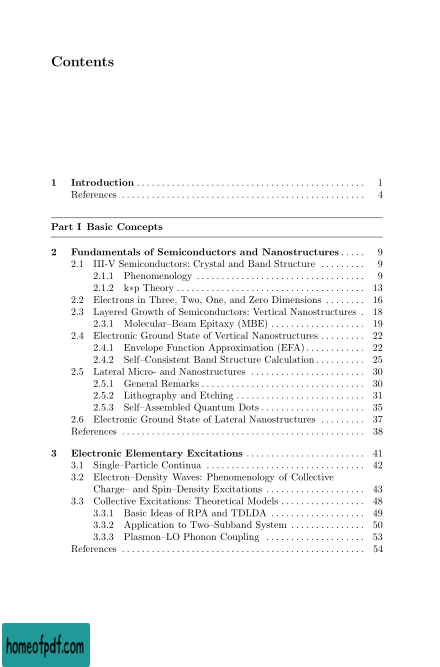 Contents
1 Introduction . . . . . . . . . . . . . . . . . . . . . . . . . . . . . . . . . . . . . . . . . . . . . . 1
References . . . . . . . . . . . . . . . . . . . . . . . . . . . . . . . . . . . . . . . . . . . . . . . . . 4
Part I Basic Concepts
2 Fundamentals of Semiconductors and Nanostructures . . . . . 9
2.1 III-V Semiconductors: Crystal and Band Structure . . . . . . . . . 9
2.1.1 Phenomenology . . . . . . . . . . . . . . . . . . . . . . . . . . . . . . . . . . 9
2.1.2 k∗p Theory . . . . . . . . . . . . . . . . . . . . . . . . . . . . . . . . . . . . . . 13
2.2 Electrons in Three, Two, One, and Zero Dimensions . . . . . . . . 16
2.3 Layered Growth of Semiconductors: Vertical Nanostructures . 18
2.3.1 Molecular–Beam Epitaxy (MBE) . . . . . . . . . . . . . . . . . . . 19
2.4 Electronic Ground State of Vertical Nanostructures . . . . . . . . . 22
2.4.1 Envelope Function Approximation (EFA) . . . . . . . . . . . . 22
2.4.2 Self–Consistent Band Structure Calculation . . . . . . . . . . 25
2.5 Lateral Micro- and Nanostructures . . . . . . . . . . . . . . . . . . . . . . . 30
2.5.1 General Remarks . . . . . . . . . . . . . . . . . . . . . . . . . . . . . . . . . 30
2.5.2 Lithography and Etching . . . . . . . . . . . . . . . . . . . . . . . . . . 31
2.5.3 Self–Assembled Quantum Dots . . . . . . . . . . . . . . . . . . . . . 35
2.6 Electronic Ground State of Lateral Nanostructures . . . . . . . . . 37
References . . . . . . . . . . . . . . . . . . . . . . . . . . . . . . . . . . . . . . . . . . . . . . . . . 38
3 Electronic Elementary Excitations . . . . . . . . . . . . . . . . . . . . . . . . 41
3.1 Single–Particle Continua . . . . . . . . . . . . . . . . . . . . . . . . . . . . . . . . 42
3.2 Electron–Density Waves: Phenomenology of Collective
Charge– and Spin–Density Excitations . . . . . . . . . . . . . . . . . . . . 43
3.3 Collective Excitations: Theoretical Models . . . . . . . . . . . . . . . . . 48
3.3.1 Basic Ideas of RPA and TDLDA . . . . . . . . . . . . . . . . . . . 49
3.3.2 Application to Two–Subband System . . . . . . . . . . . . . . . 50
3.3.3 Plasmon–LO Phonon Coupling . . . . . . . . . . . . . . . . . . . . 53
References . . . . . . . . . . . . . . . . . . . . . . . . . . . . . . . . . . . . . . . . . . . . . . . . . 54
homeofpdf.com